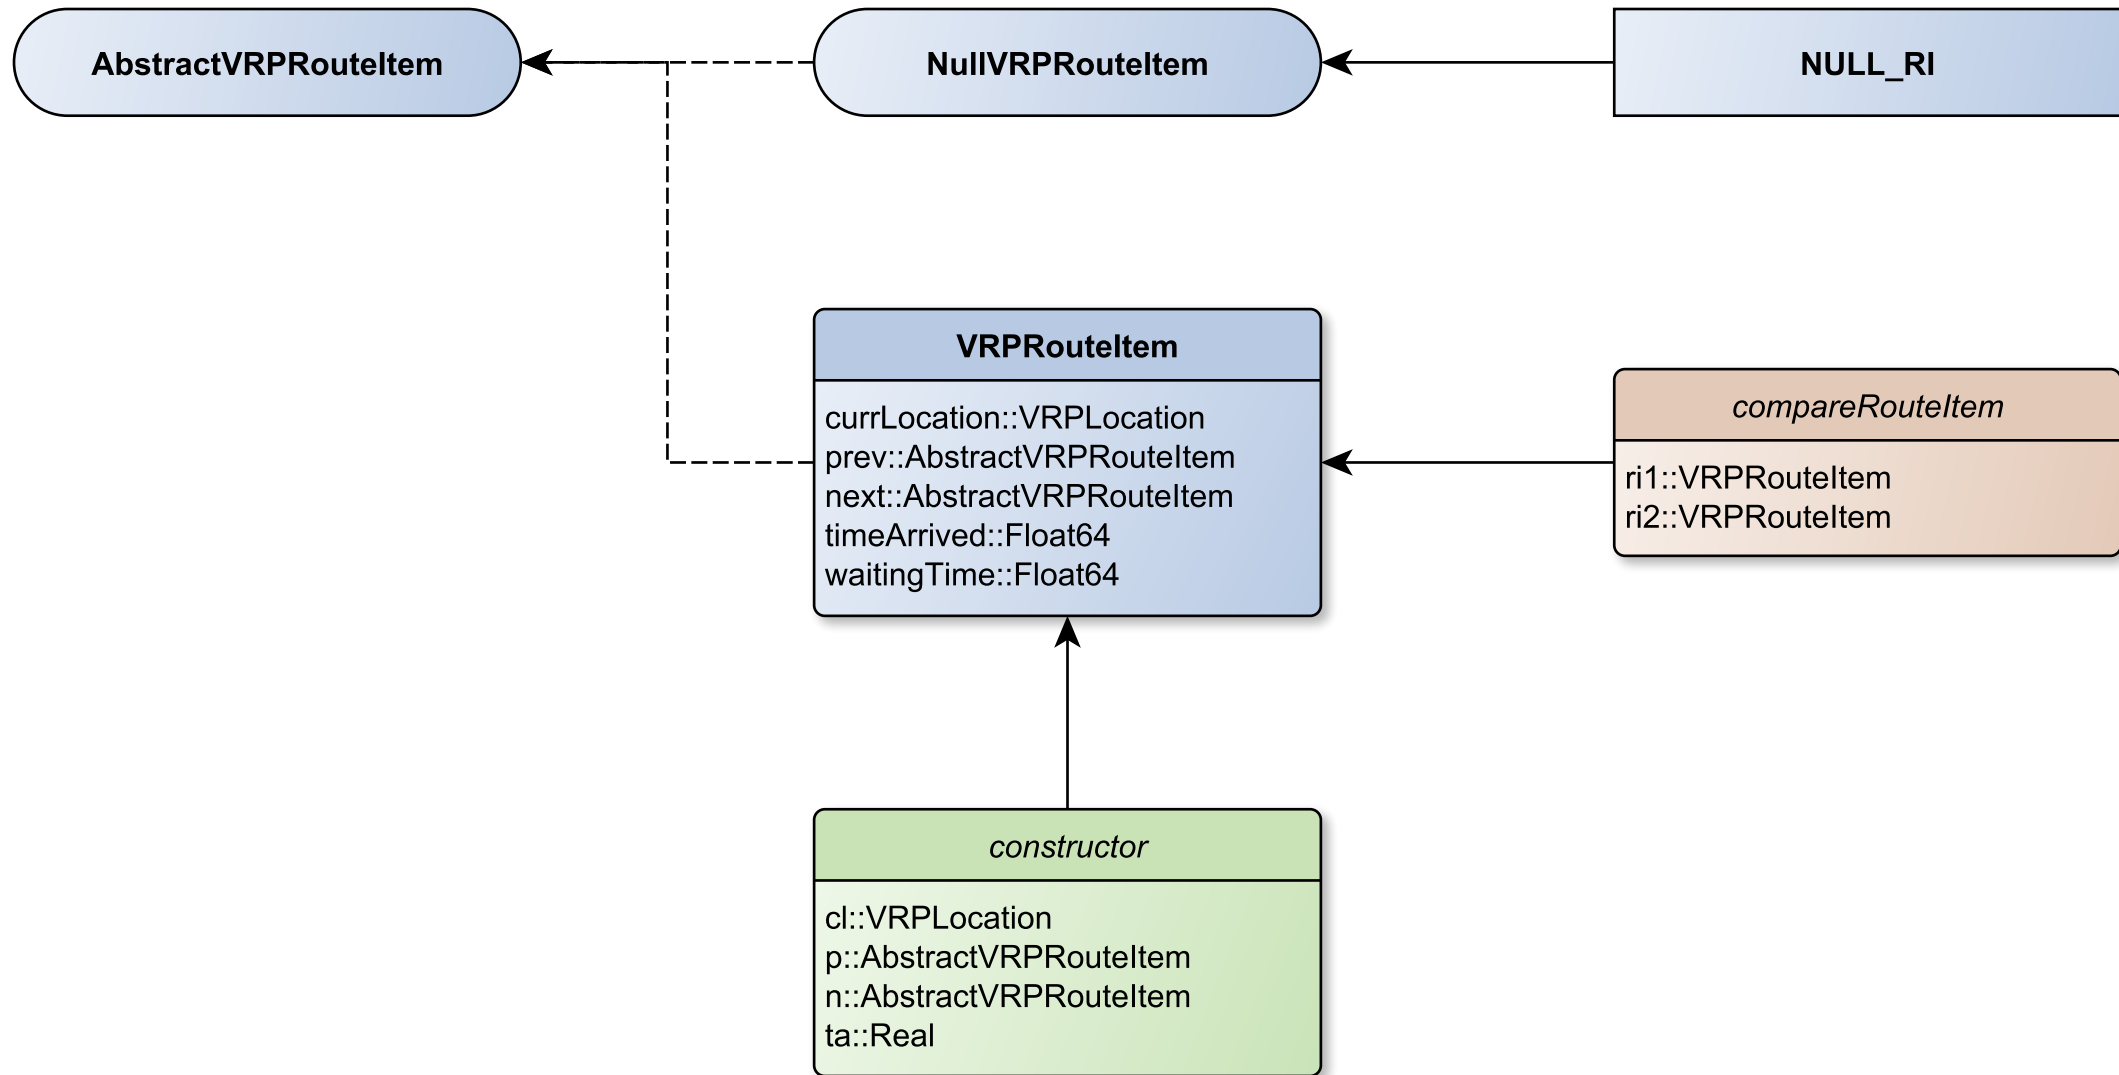 AbstractVRPRouteItem
NullVRPRouteItem
NULL_RI
VRPRouteItem
currLocation::VRPLocation
prev::AbstractVRPRouteItem
next::AbstractVRPRouteItem
timeArrived::Float64
waitingTime::Float64
compareRouteItem
ri1::VRPRouteItem
ri2::VRPRouteItem
constructor
cl::VRPLocation
p::AbstractVRPRouteItem
n::AbstractVRPRouteItem
ta::Real